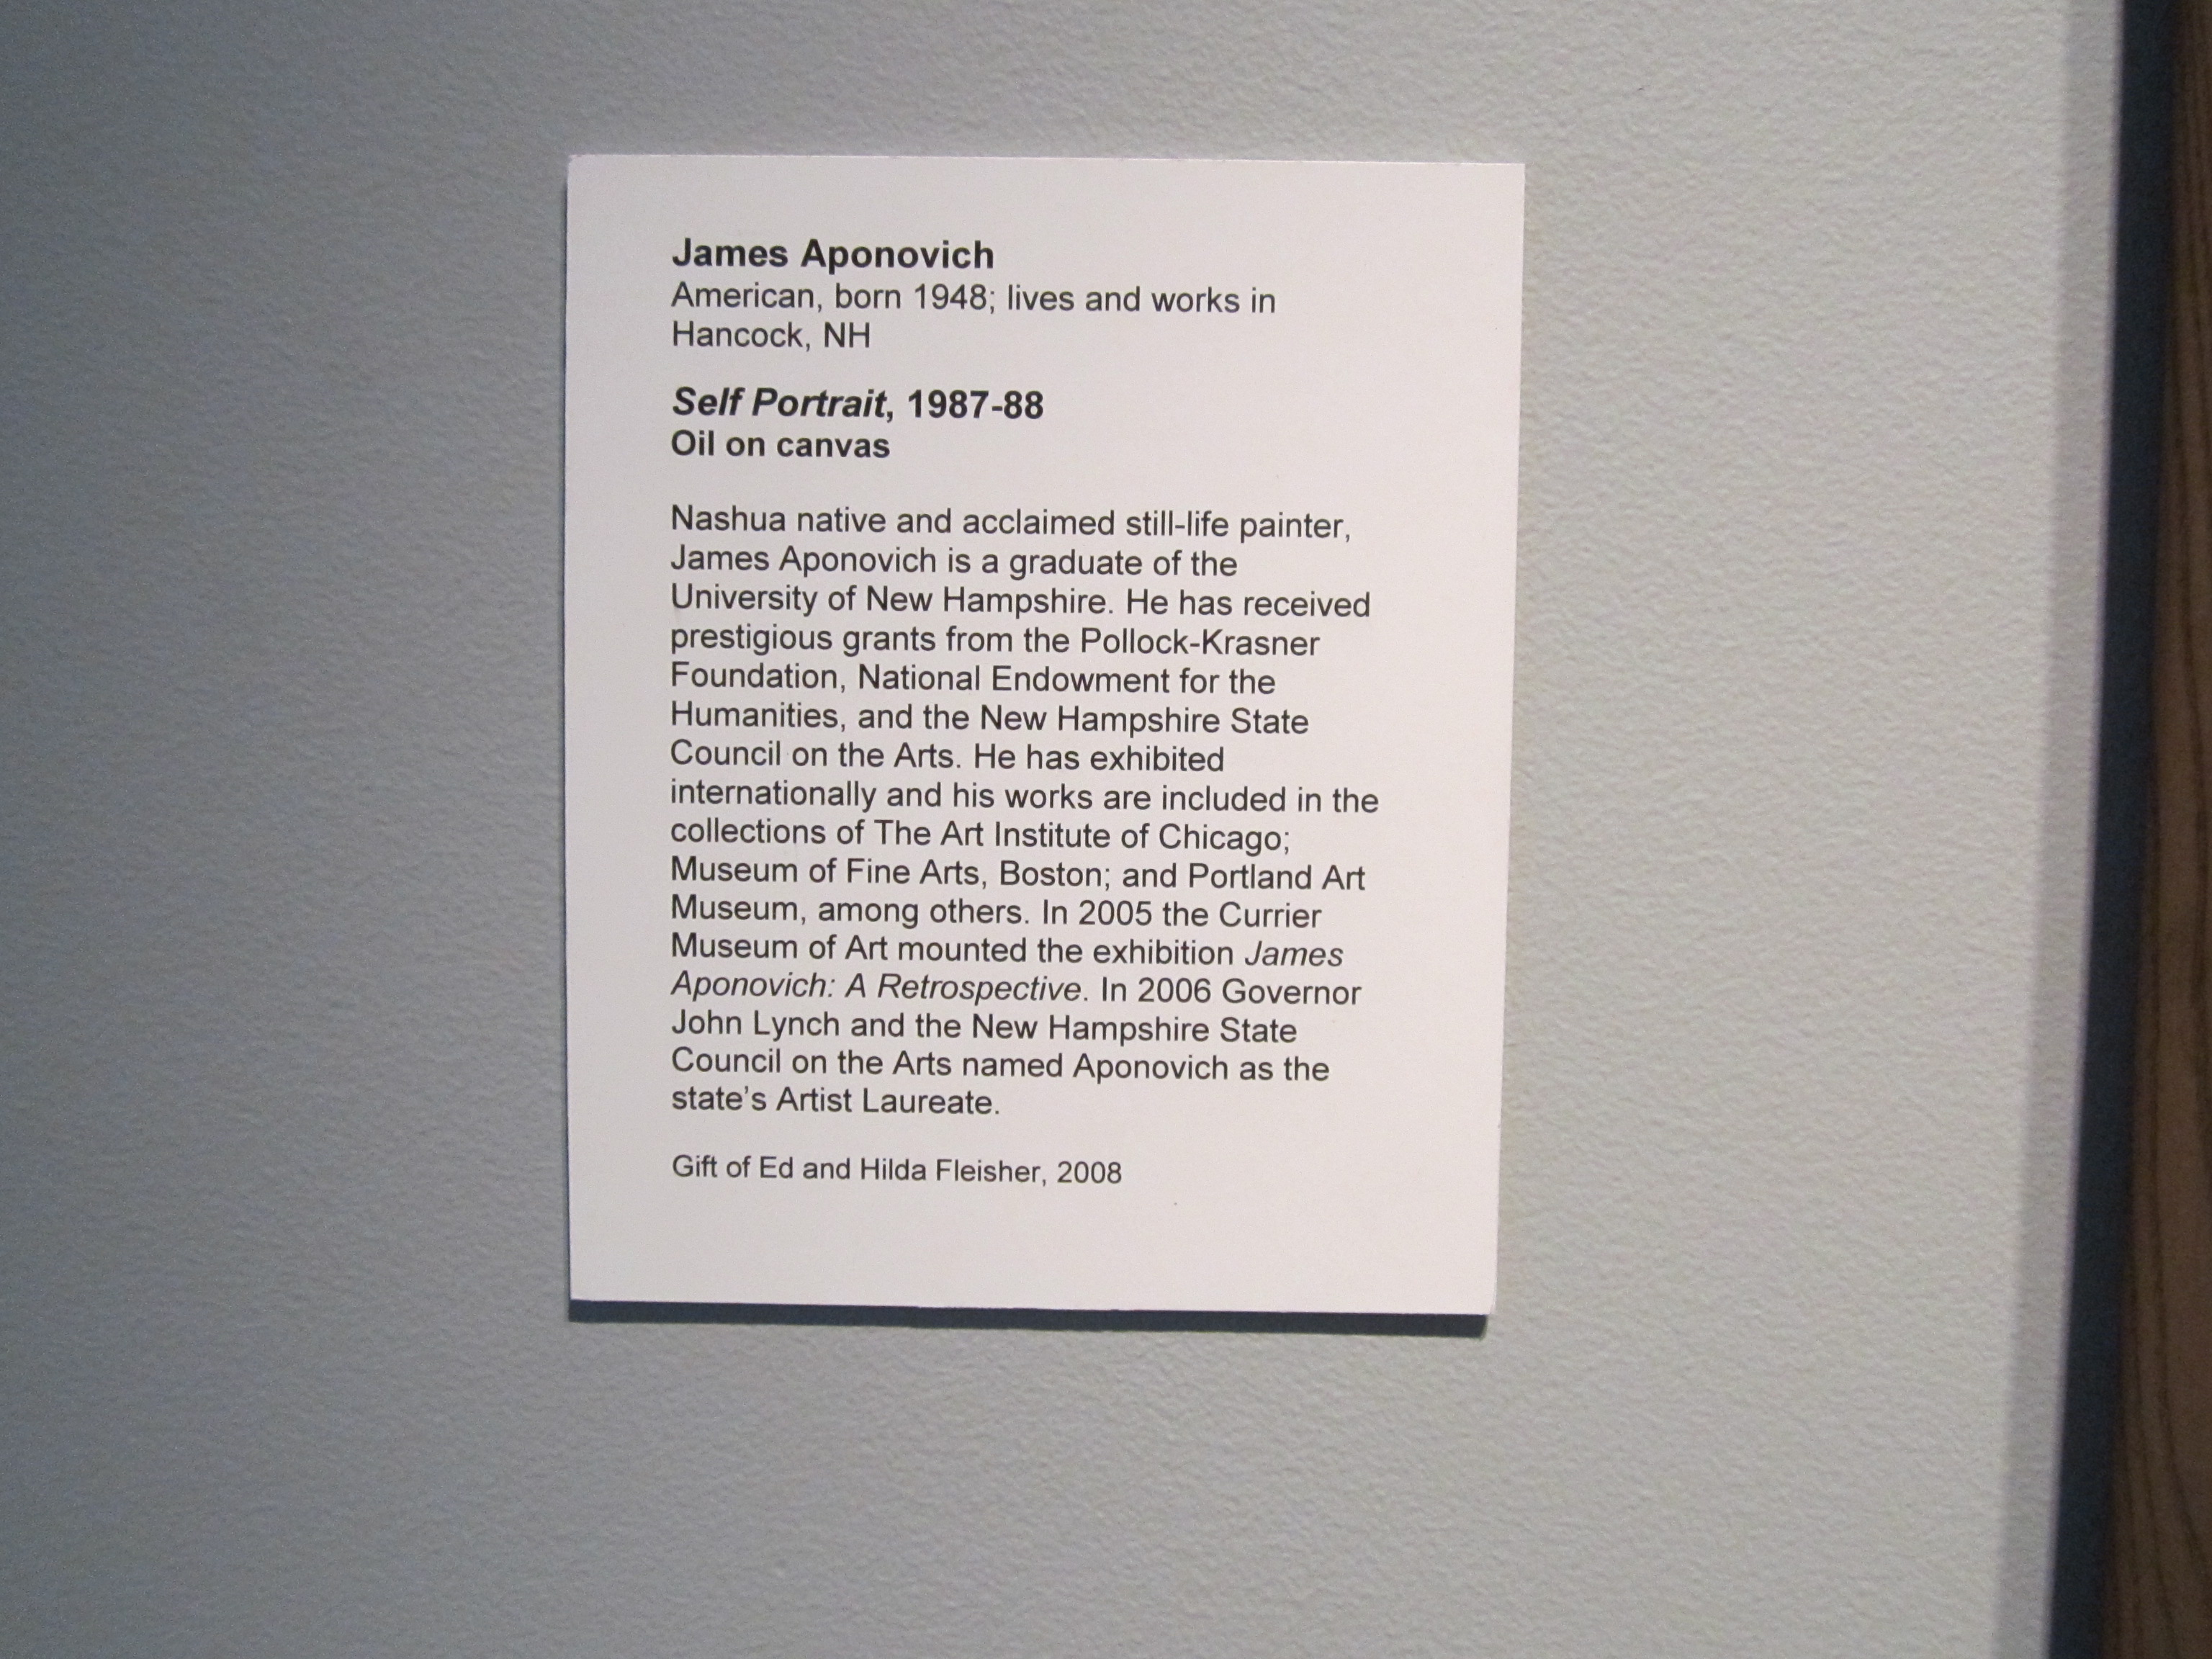 James Aponovich
American, born 1948; lives and works in
Hancock, NH
Self Portrait, 1987-88
Oil on canvas
Nashua native and acclaimed still-life painter,
James Aponovich is a graduate of the
University of New Hampshire. He has received
prestigious grants from the Pollock-Krasner
Foundation, National Endowment for the
Humanities, and the New Hampshire State
Council on the Arts. He has exhibited
internationally and his works are included in the
collections of The Art Institute of Chicago;
Museum of Fine Arts, Boston; and Portland Art
Museum, among others. In 2005 the Currier
Museum of Art mounted the exhibition James
Aponovich: A Retrospective. In 2006 Governor
John Lynch and the New Hampshire State
Council on the Arts named Aponovich as the
state’s Artist Laureate.
Gift of Ed and Hilda Fleisher, 2008